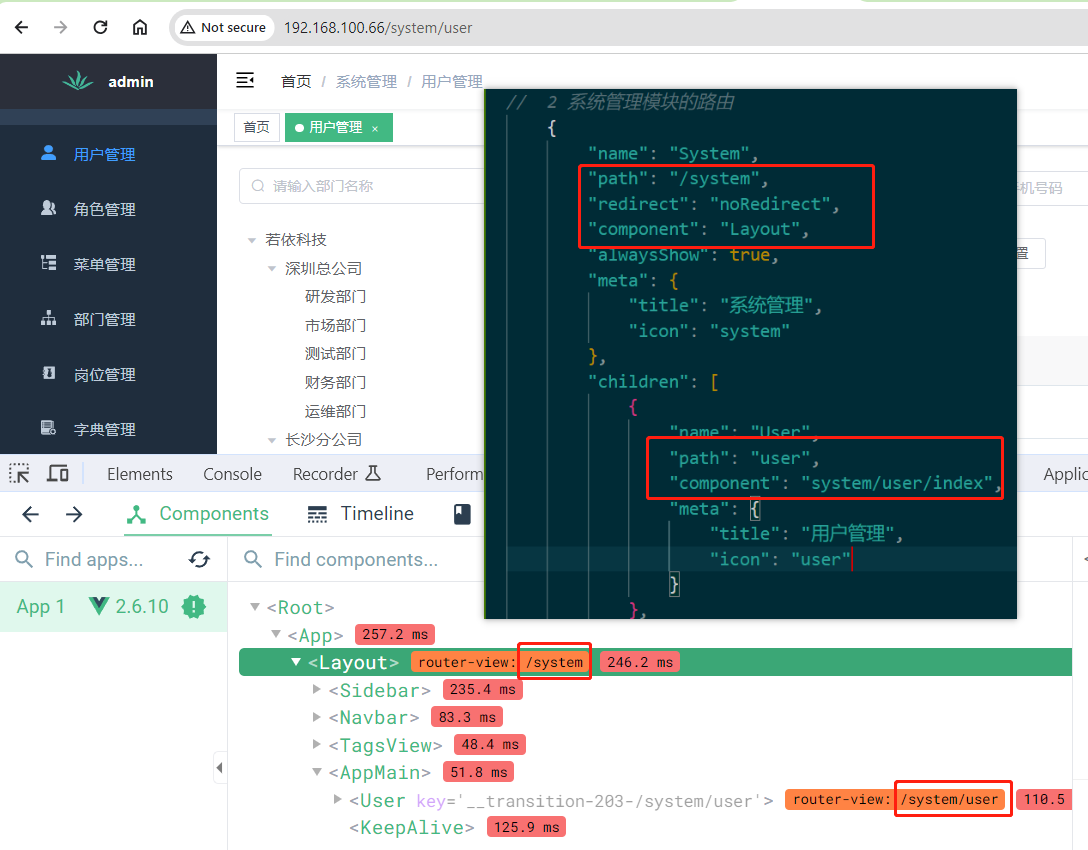 Not secure 192.168.100.66/system/user
admin
首页 / 系统管理 / 用户管理
首页 用户管理 ×
用户管理
角色管理
菜单管理
部门管理
岗位管理
字典管理
请输入部门名称
若依科技
深圳总公司
研发部门
市场部门
测试部门
财务部门
运维部门
长沙分公司
手机号码
置
// 2 系统管理模块的路由
{
"name": "System",
"path": "/system",
"redirect": "noRedirect",
"component": "Layout",
"alwaysShow": true,
"meta": {
"title": "系统管理",
"icon": "system"
},
"children": [
{
"name": "User",
"path": "user",
"component": "system/user/index",
"meta": {
"title": "用户管理",
"icon": "user"
}
},
Elements Console Recorder Perform Applic
Components Timeline
Find apps... Find components...
App 1 2.6.10
<Root>
<App> 257.2 ms
<Layout> router-view: /system 246.2 ms
<Sidebar> 235.4 ms
<Navbar> 83.3 ms
<TagsView> 48.4 ms
<AppMain> 51.8 ms
<User key='__transition-203-/system/user'> router-view: /system/user 110.5
<KeepAlive> 125.9 ms